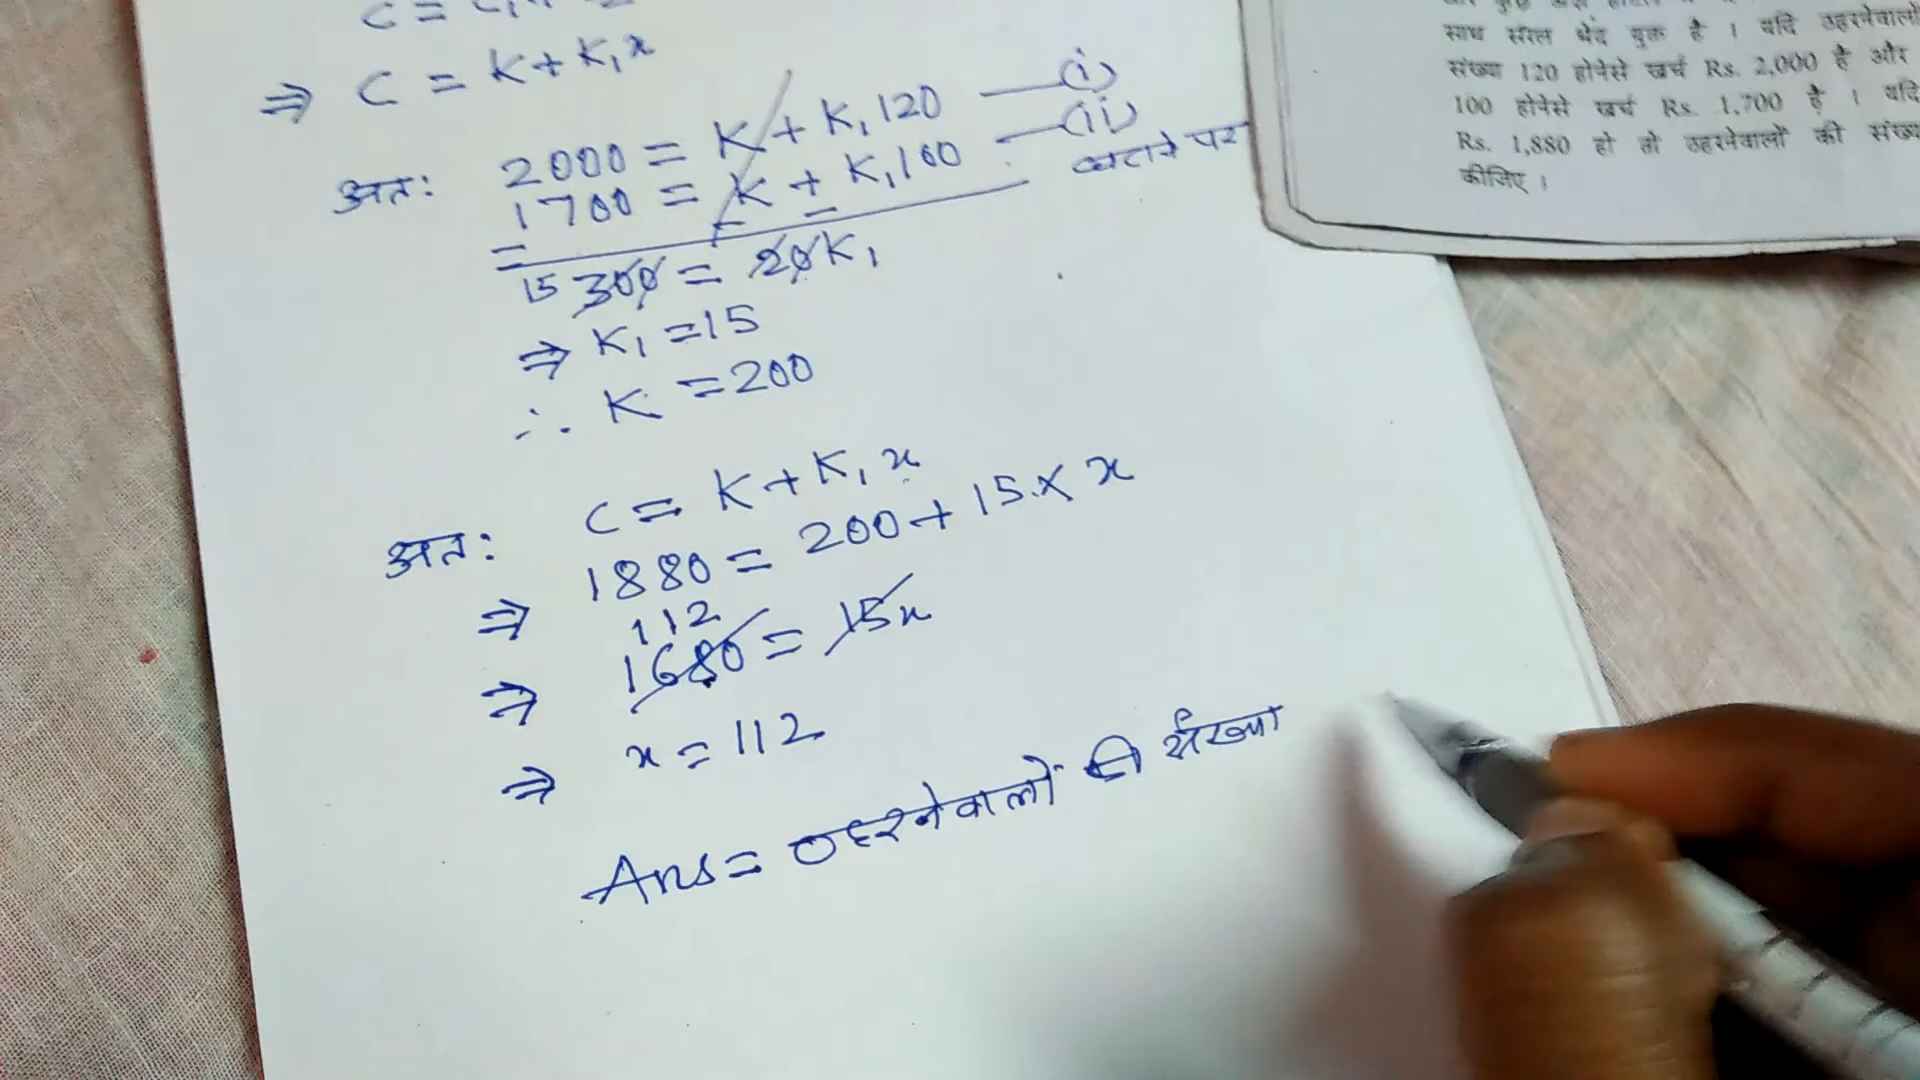 ⇒ C = K + K₁x
अतः 2000 = K + K₁120 —(i)
1700 = K + K₁100 —(ii)
घटाने पर
15 300 = 20K₁
⇒ K₁ = 15
∴ K = 200
अतः C = K + K₁x
⇒ 1880 = 200 + 15 × x
112
⇒ 1680 = 15x
⇒ x = 112
Ans = ठहरनेवालों की संख्या
साथ सरल भेद युक्त है । यदि ठहरनेवालों
संख्या 120 होनेसे खर्च Rs. 2,000 है और
100 होनेसे खर्च Rs. 1,700 है । यदि
Rs. 1,880 हो तो ठहरनेवालों की संख्य
कीजिए ।